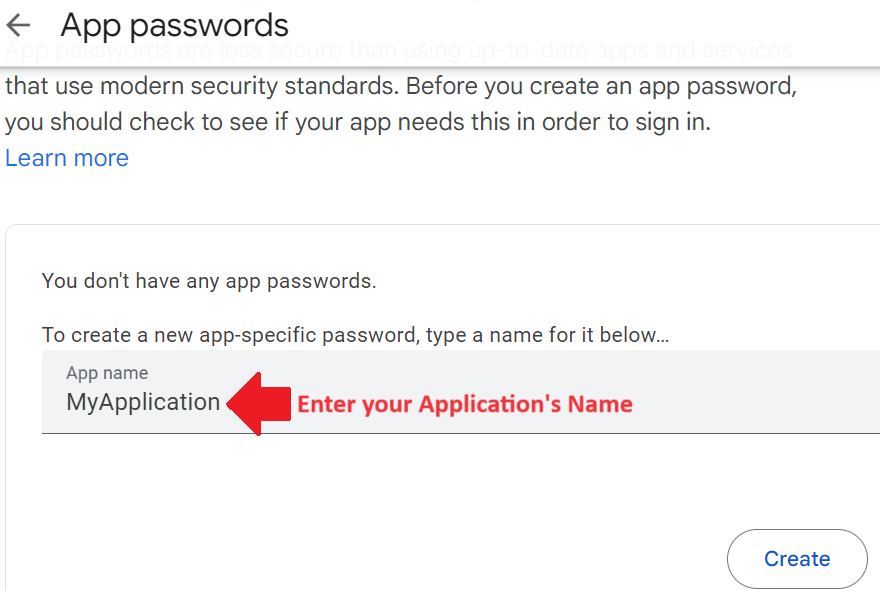 App passwords
App passwords are less secure than using up-to-date apps and services
that use modern security standards. Before you create an app password,
you should check to see if your app needs this in order to sign in.
Learn more
You don't have any app passwords.
To create a new app-specific password, type a name for it below...
App name
MyApplication
Enter your Application's Name
Create